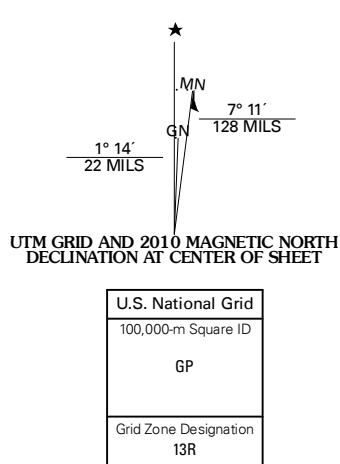 MN
GN
7° 11´
128 MILS
1° 14´
22 MILS
UTM GRID AND 2010 MAGNETIC NORTH
DECLINATION AT CENTER OF SHEET
U.S. National Grid
100,000-m Square ID
GP
Grid Zone Designation
13R